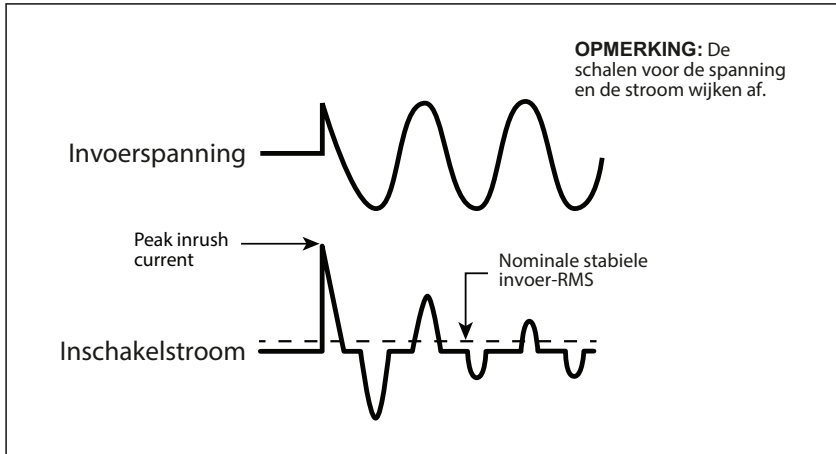 OPMERKING: De
schalen voor de spanning
en de stroom wijken af.
Invoerspanning
Peak inrush
current
Nominale stabiele
invoer-RMS
Inschakelstroom